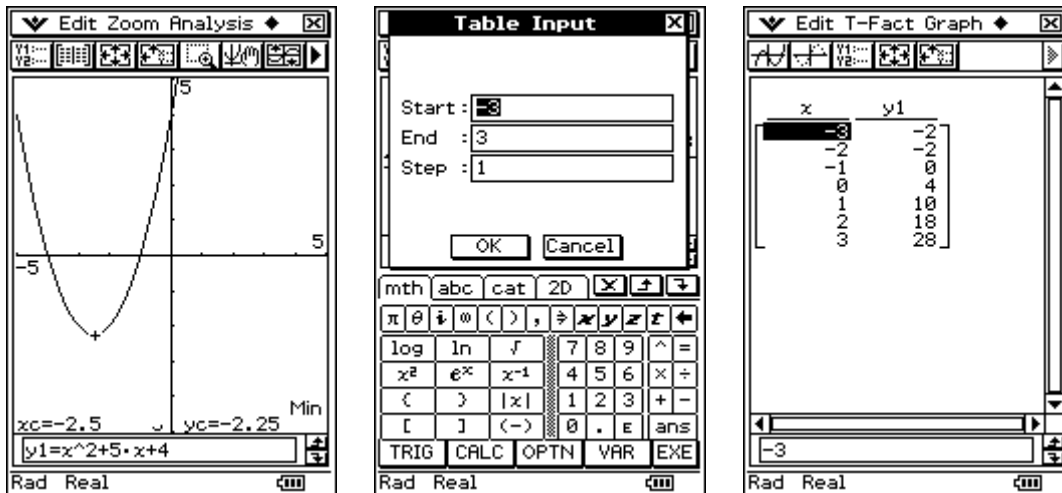 Edit Zoom Analysis ◆
5
5
-5
Min
xc=-2.5 yc=-2.25
y1=x^2+5·x+4
Rad Real
Table Input
Start :-3
End :3
Step :1
OK Cancel
mth abc cat 2D
π θ i ∞ ( ) , ⇒ x y z t
log ln √ 7 8 9 ^ =
x² eˣ x⁻¹ 4 5 6 × ÷
( ) |x| 1 2 3 + −
[ ] (−) 0 . E ans
TRIG CALC OPTN VAR EXE
Rad Real
Edit T-Fact Graph ◆
Y1:
Y2:
x y1
-3 -2
-2 -2
-1 0
0 4
1 10
2 18
3 28
-3
Rad Real